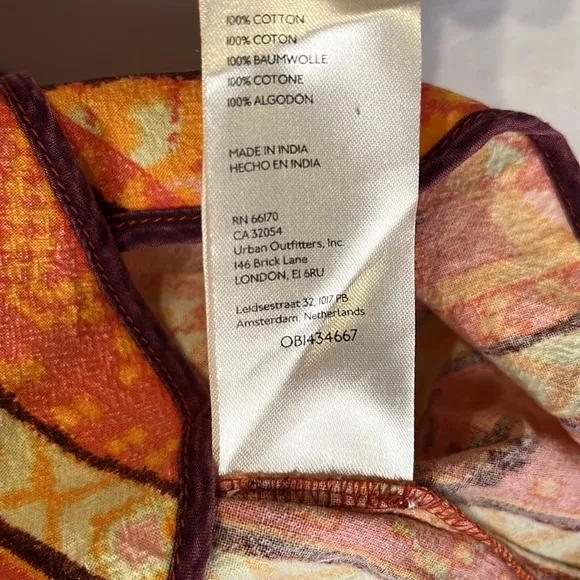 100% COTTON
100% COTON
100% BAUMWOLLE
100% COTONE
100% ALGODÓN
MADE IN INDIA
HECHO EN INDIA
RN 66170
CA 32054
Urban Outfitters, Inc.
146 Brick Lane
LONDON, E1 6RU
Leidsestraat 32, 1017 PB
Amsterdam, Netherlands
OB1434667